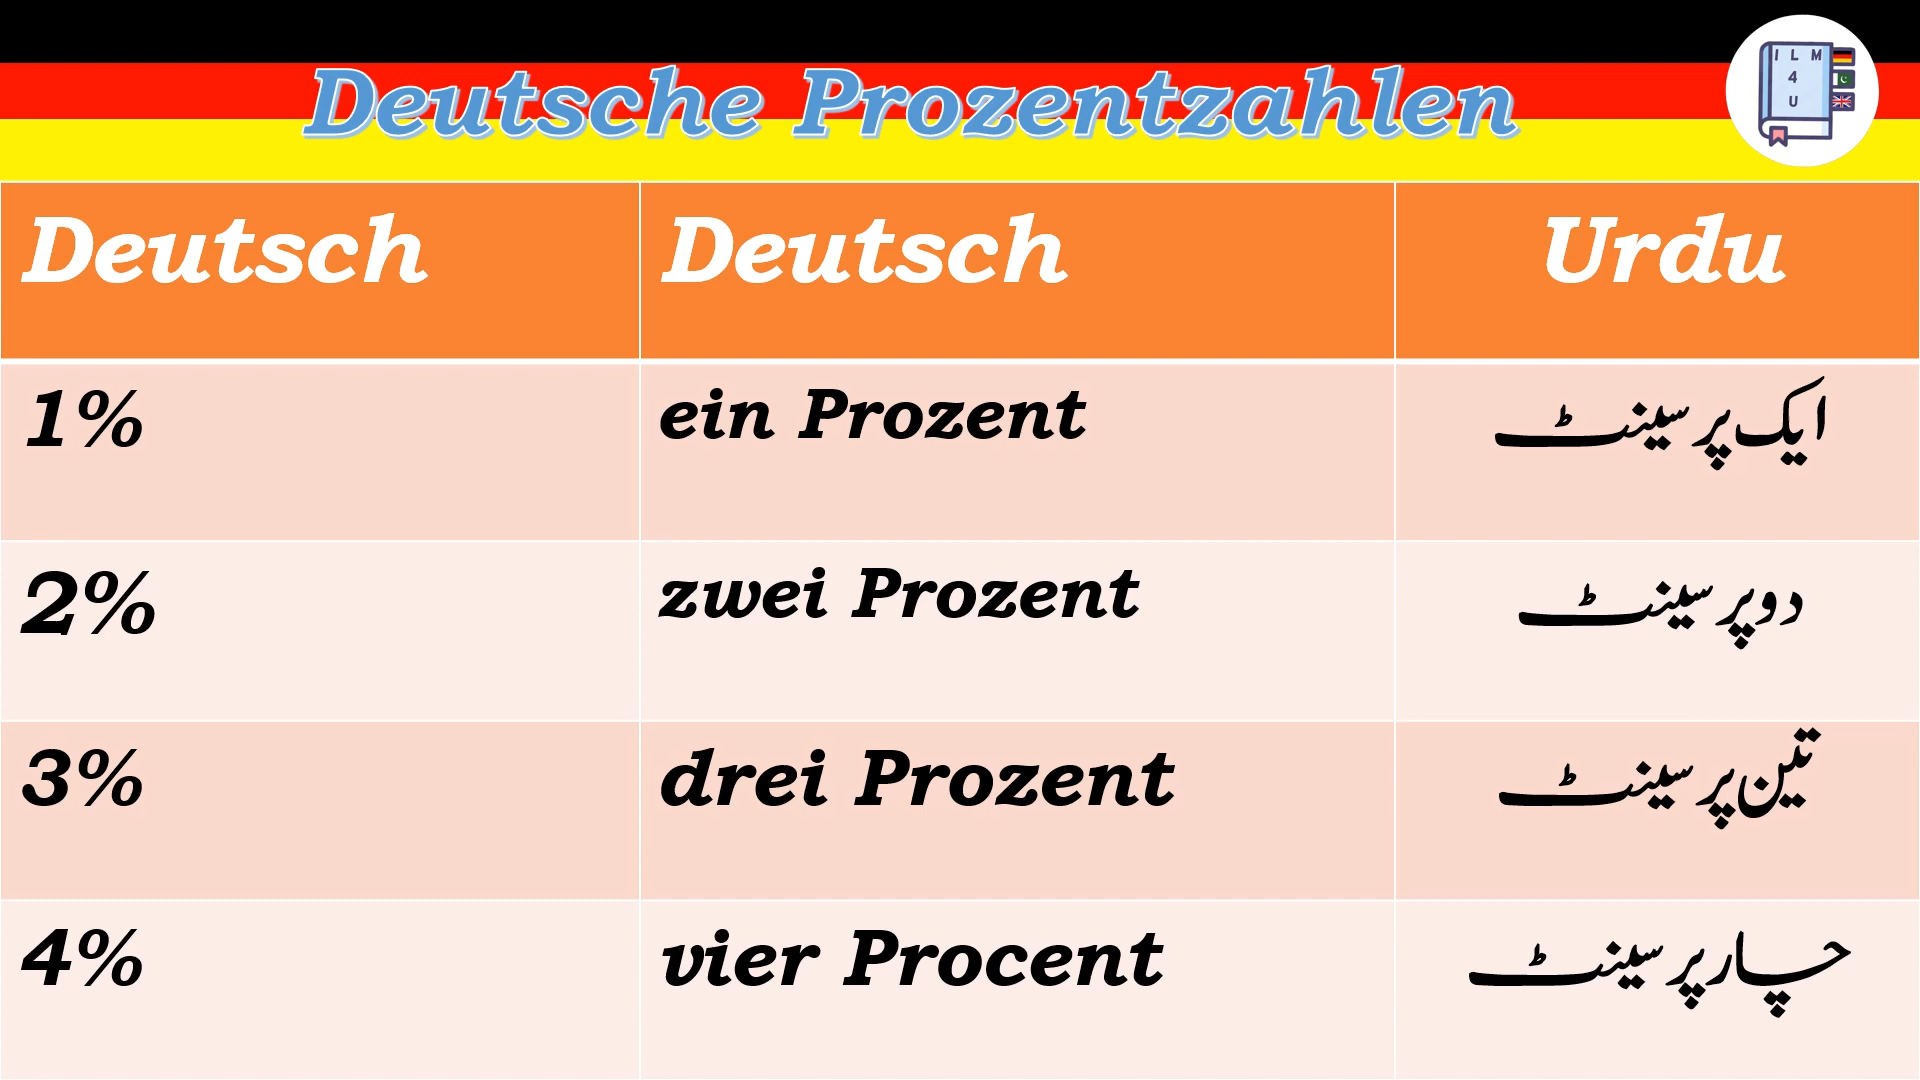 Deutsche Prozentzahlen
I L M
4
U
Deutsch Deutsch Urdu
1% ein Prozent ایک پرسینٹ
2% zwei Prozent دو پرسینٹ
3% drei Prozent تین پرسینٹ
4% vier Procent چار پرسینٹ